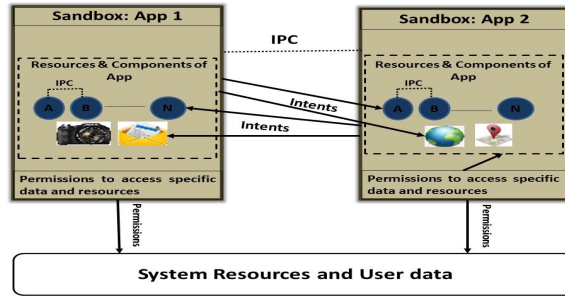 Sandbox: App 1
Resources & Components of
App
IPC
A
B
N
Permissions to access specific
data and resources
IPC
Intents
Intents
Sandbox: App 2
Resources & Components of
App
IPC
A
B
N
Permissions to access specific
data and resources
Permissions
Permissions
System Resources and User data